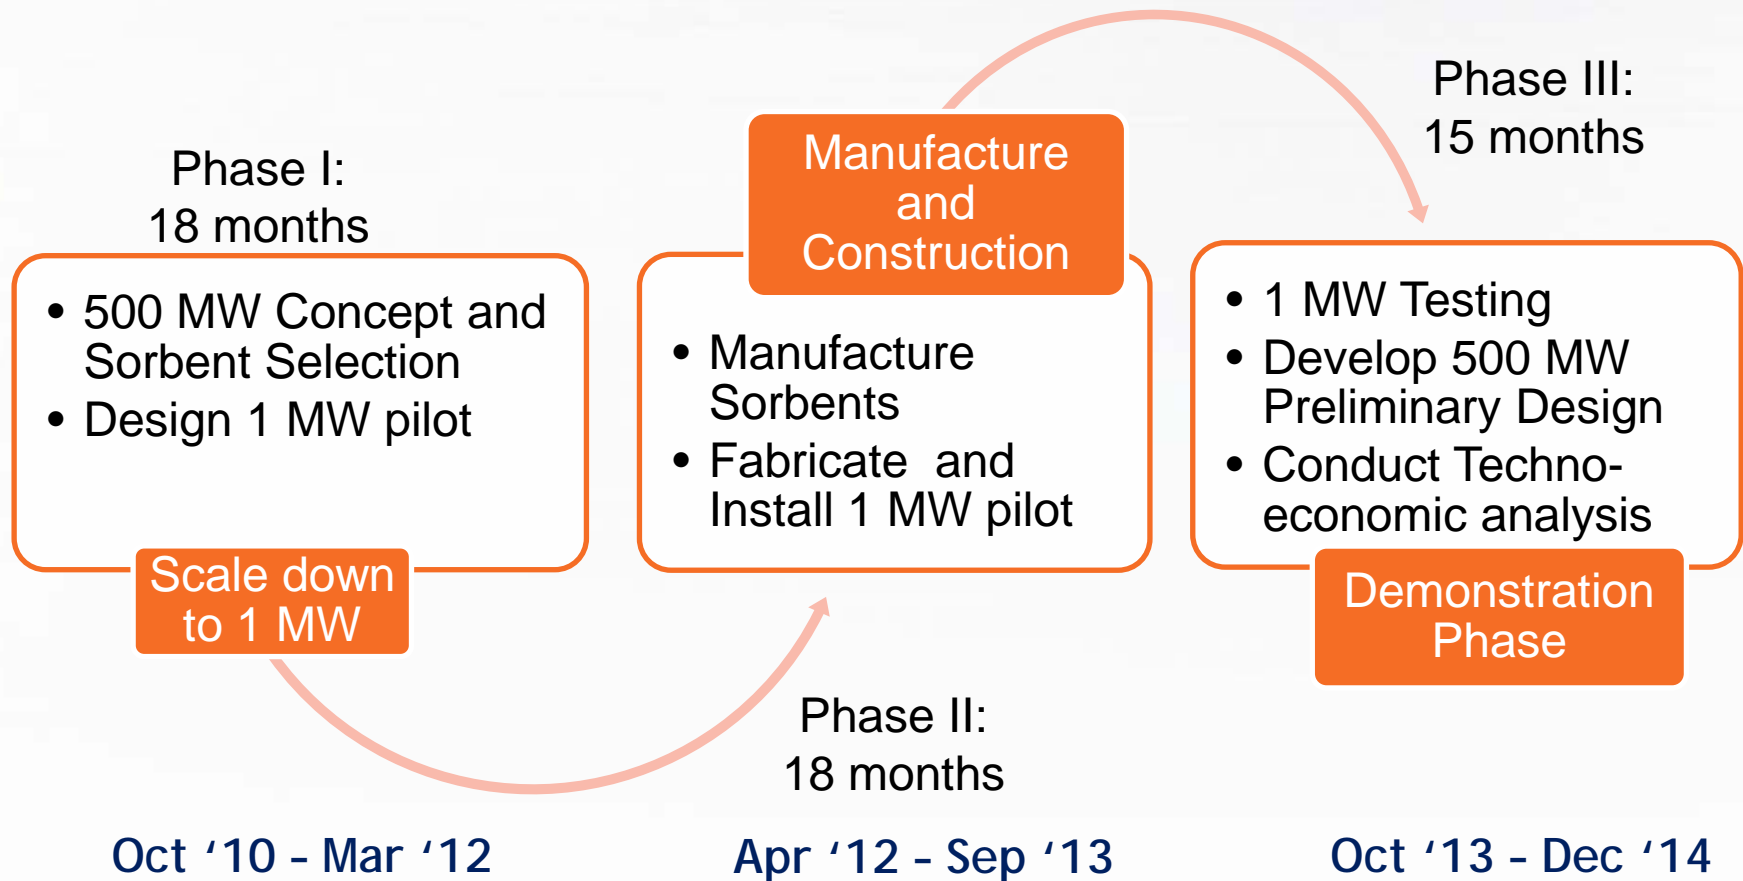 Phase I:
18 months
• 500 MW Concept and
Sorbent Selection
• Design 1 MW pilot
Scale down
to 1 MW
Manufacture
and
Construction
• Manufacture
Sorbents
• Fabricate and
Install 1 MW pilot
Phase II:
18 months
Phase III:
15 months
• 1 MW Testing
• Develop 500 MW
Preliminary Design
• Conduct Techno-
economic analysis
Demonstration
Phase
Oct ‘10 – Mar ‘12
Apr ‘12 – Sep ‘13
Oct ‘13 – Dec ‘14